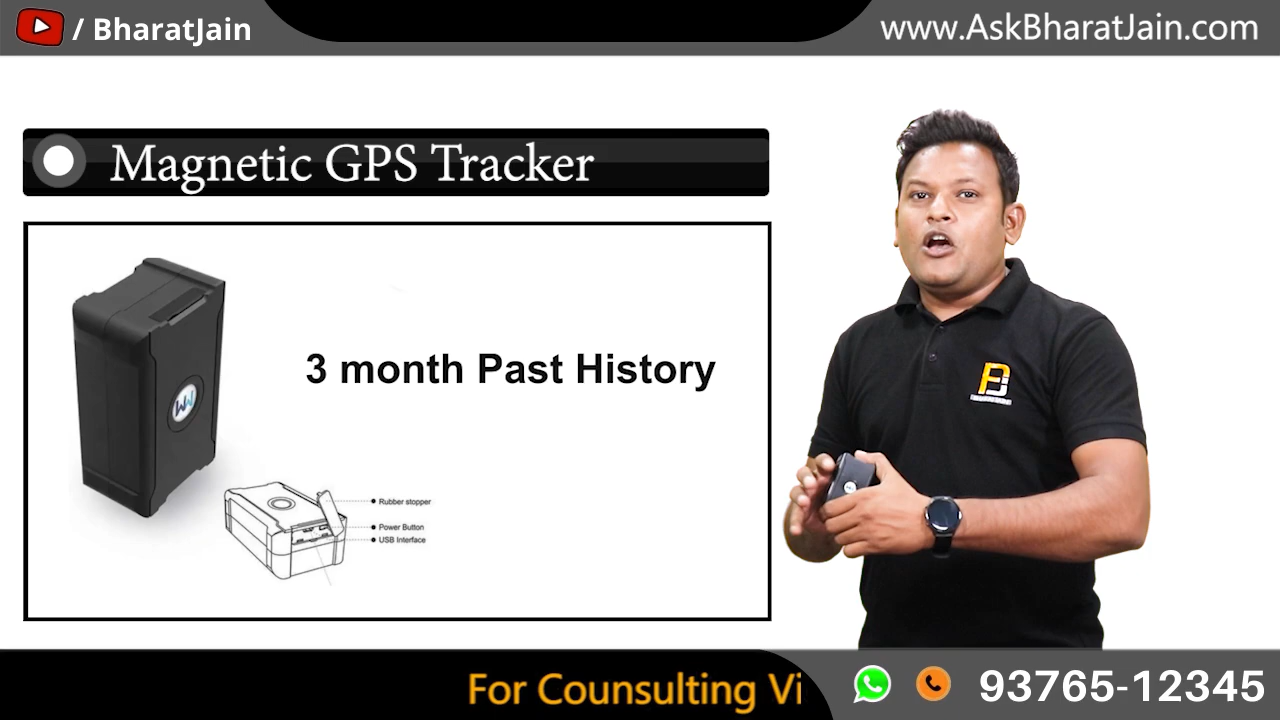 / BharatJain
www.AskBharatJain.com
Magnetic GPS Tracker
3 month Past History
Rubber stopper
Power Button
USB Interface
For Counsulting Vi
93765-12345